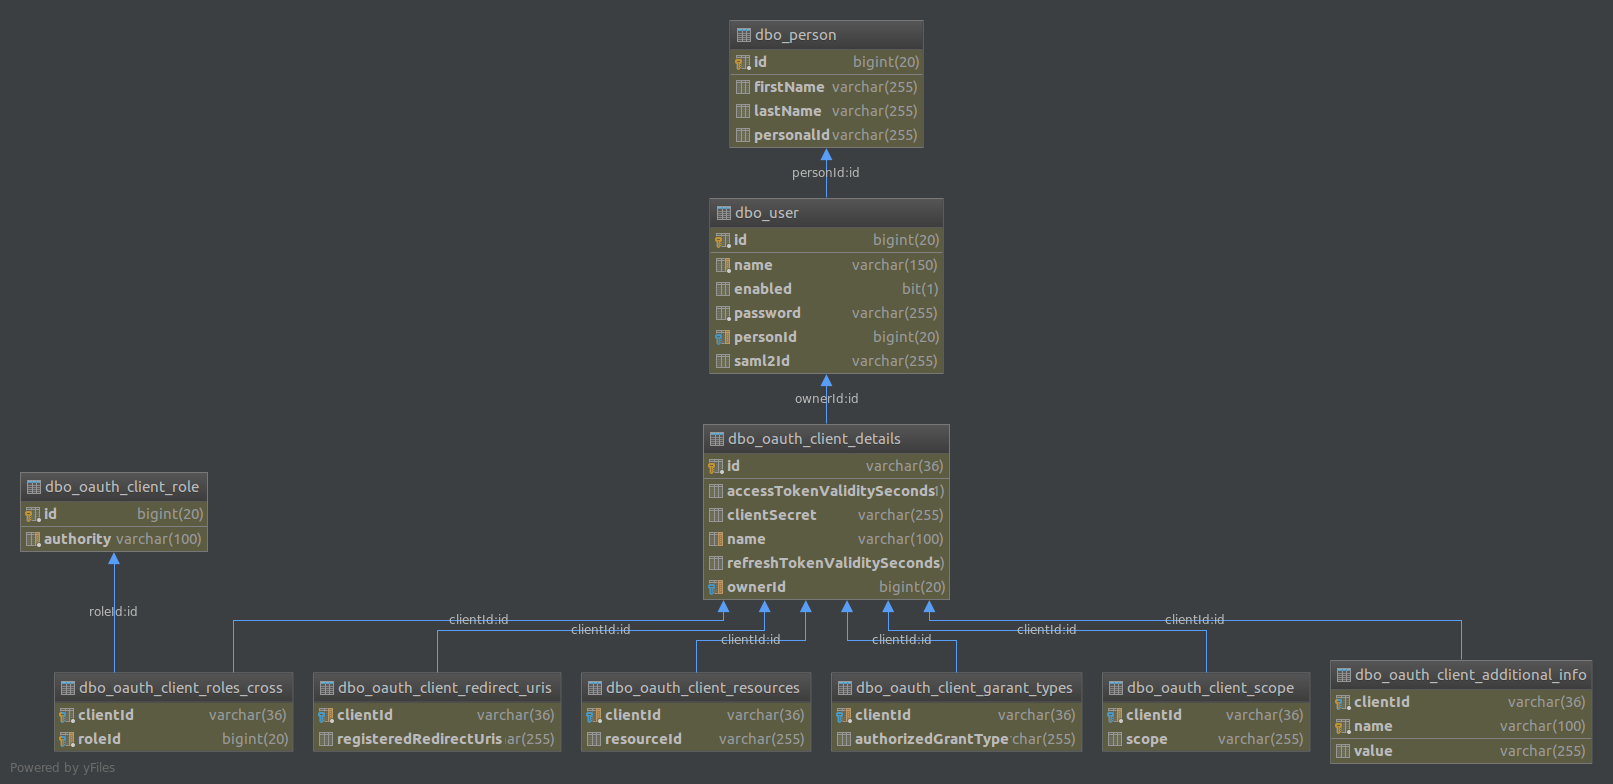 dbo_person
id bigint(20)
firstName varchar(255)
lastName varchar(255)
personalId varchar(255)
personId:id
dbo_user
id bigint(20)
name varchar(150)
enabled bit(1)
password varchar(255)
personId bigint(20)
saml2Id varchar(255)
ownerId:id
dbo_oauth_client_details
id varchar(36)
accessTokenValiditySeconds 1)
clientSecret varchar(255)
name varchar(100)
refreshTokenValiditySeconds )
ownerId bigint(20)
dbo_oauth_client_role
id bigint(20)
authority varchar(100)
roleId:id
clientId:id
clientId:id
clientId:id
clientId:id
clientId:id
clientId:id
dbo_oauth_client_roles_cross
clientId varchar(36)
roleId bigint(20)
dbo_oauth_client_redirect_uris
clientId varchar(36)
registeredRedirectUris ar(255)
dbo_oauth_client_resources
clientId varchar(36)
resourceId varchar(255)
dbo_oauth_client_garant_types
clientId varchar(36)
authorizedGrantType char(255)
dbo_oauth_client_scope
clientId varchar(36)
scope varchar(255)
dbo_oauth_client_additional_info
clientId varchar(36)
name varchar(100)
value varchar(255)
Powered by yFiles